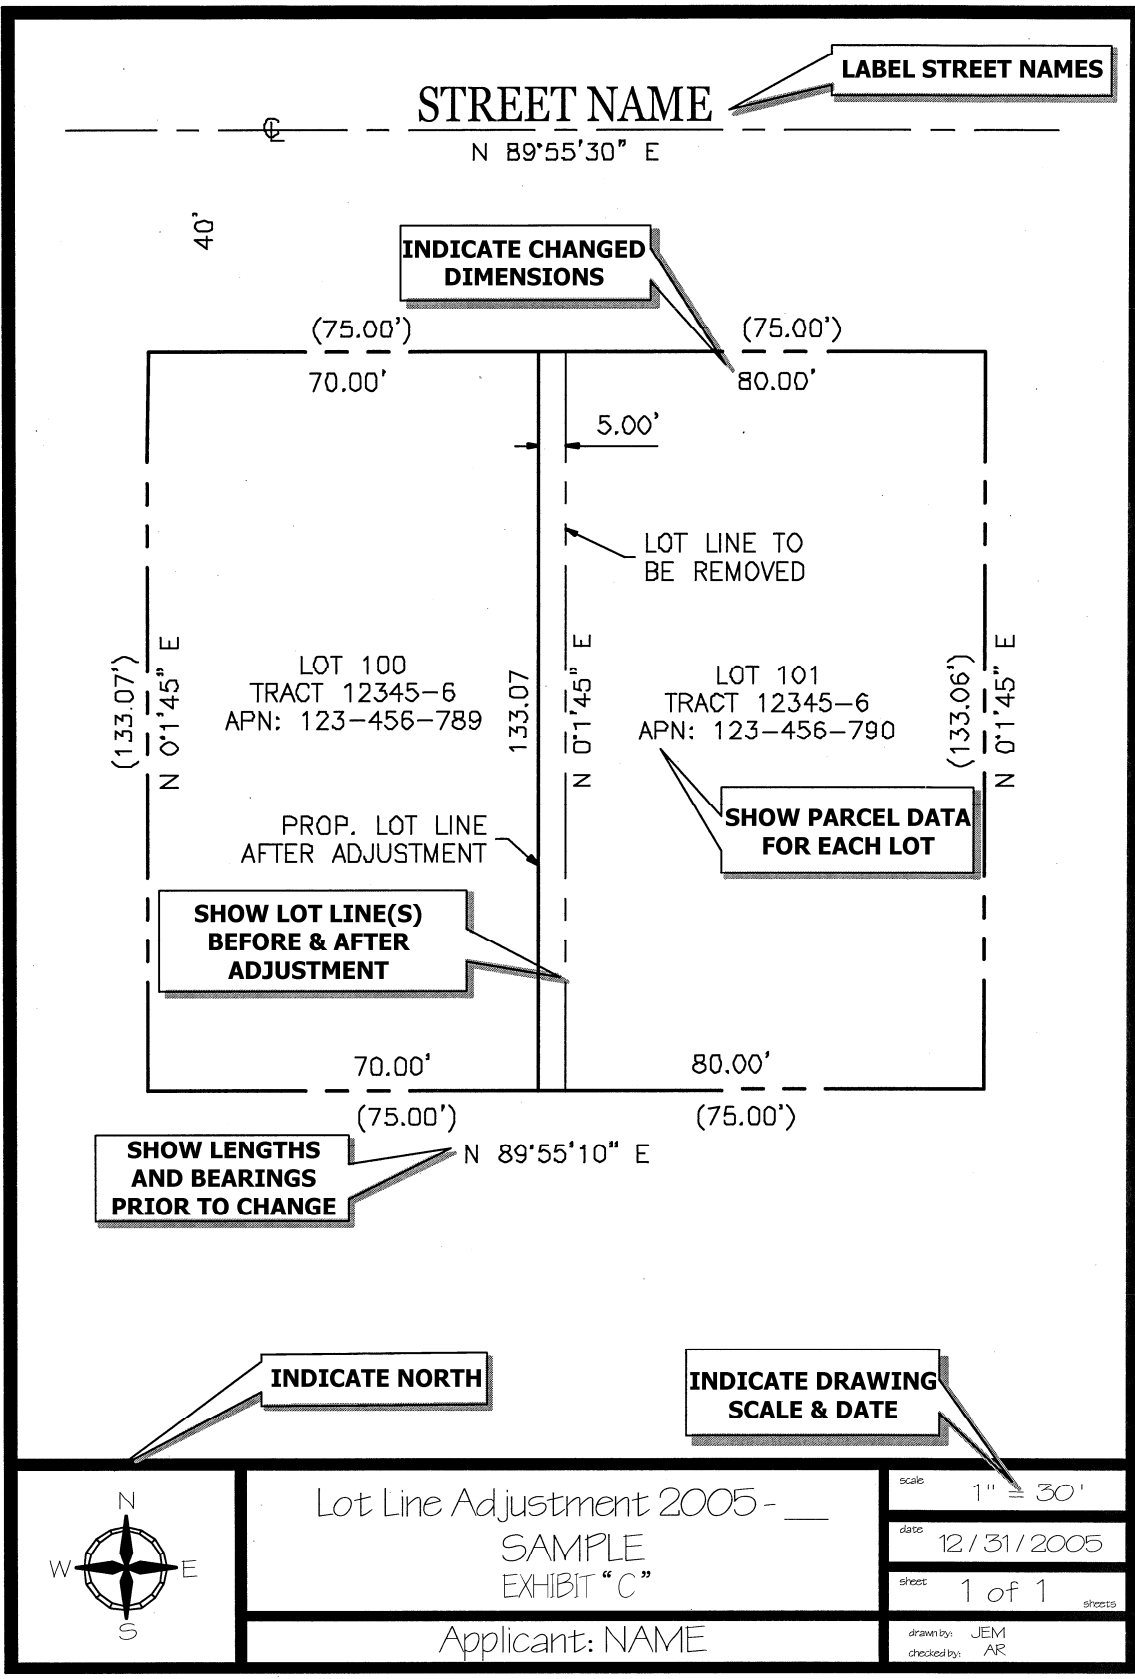 LABEL STREET NAMES
STREET NAME
℄
N 89°55'30" E
40'
INDICATE CHANGED
DIMENSIONS
(75.00')
(75.00')
70.00'
80.00'
5.00'
LOT LINE TO
BE REMOVED
(133.07')
N 0°1'45" E
LOT 100
TRACT 12345-6
APN: 123-456-789
133.07
N 0°1'45" E
LOT 101
TRACT 12345-6
APN: 123-456-790
(133.06')
N 0°1'45" E
SHOW PARCEL DATA
FOR EACH LOT
PROP. LOT LINE
AFTER ADJUSTMENT
SHOW LOT LINE(S)
BEFORE & AFTER
ADJUSTMENT
70.00'
80.00'
(75.00')
(75.00')
SHOW LENGTHS
AND BEARINGS
PRIOR TO CHANGE
N 89°55'10" E
INDICATE NORTH
INDICATE DRAWING
SCALE & DATE
N
W
E
S
Lot Line Adjustment 2005-___
SAMPLE
EXHIBIT "C"
Applicant: NAME
scale 1" = 30'
date 12/31/2005
sheet 1 of 1 sheets
drawn by: JEM
checked by: AR